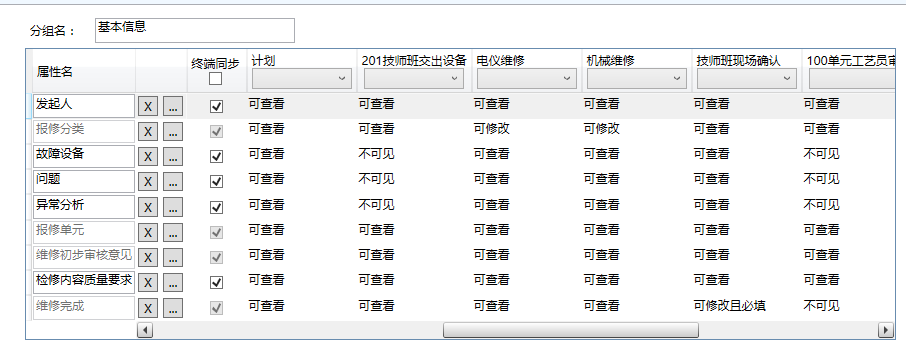 分组名： 基本信息
属性名 终端同步 计划 201技师班交出设备 电仪维修 机械维修 技师班现场确认 100单元工艺员审
发起人 X ... 可查看 可查看 可查看 可查看 可查看 可查看
报修分类 X ... 可查看 可查看 可修改 可修改 可查看 可查看
故障设备 X ... 可查看 不可见 可查看 可查看 可查看 不可见
问题 X ... 可查看 不可见 可查看 可查看 可查看 不可见
异常分析 X ... 可查看 不可见 可查看 可查看 可查看 不可见
报修单元 X ... 可查看 可查看 可查看 可查看 可查看 可查看
维修初步审核意见 X ... 可查看 可查看 可查看 可查看 可查看 可查看
检修内容质量要求 X ... 可查看 可查看 可查看 可查看 可查看 可查看
维修完成 X ... 可查看 可查看 可查看 可查看 可修改且必填 不可见